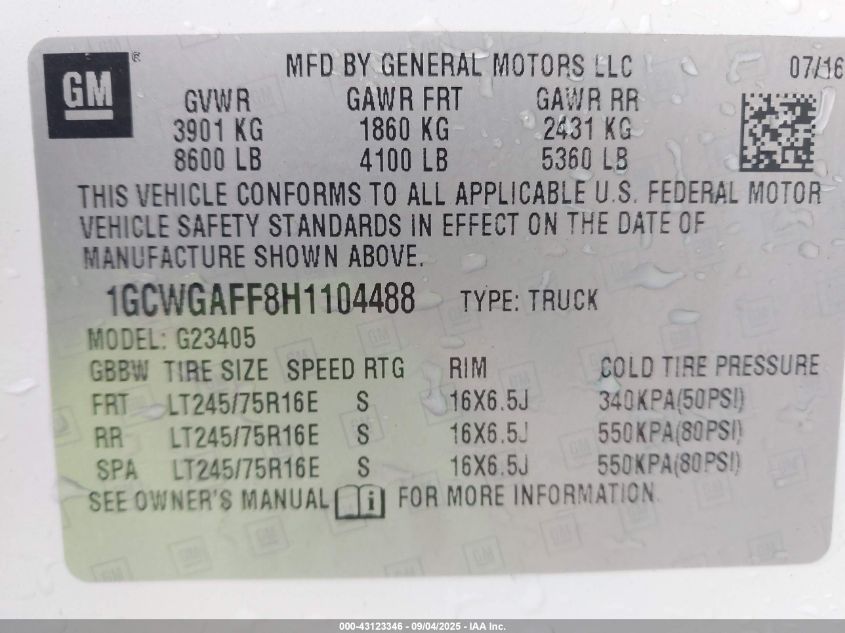 GM
MFD BY GENERAL MOTORS LLC 07/16
GVWR GAWR FRT GAWR RR
3901 KG 1860 KG 2431 KG
8600 LB 4100 LB 5360 LB
THIS VEHICLE CONFORMS TO ALL APPLICABLE U.S. FEDERAL MOTOR
VEHICLE SAFETY STANDARDS IN EFFECT ON THE DATE OF
MANUFACTURE SHOWN ABOVE.
1GCWGAFF8H1104488 TYPE: TRUCK
MODEL: G23405
GBBW TIRE SIZE SPEED RTG RIM COLD TIRE PRESSURE
FRT LT245/75R16E S 16X6.5J 340KPA(50PSI)
RR LT245/75R16E S 16X6.5J 550KPA(80PSI)
SPA LT245/75R16E S 16X6.5J 550KPA(80PSI)
SEE OWNER'S MANUAL i FOR MORE INFORMATION.
000-43123346 - 09/04/2025 - IAA Inc.